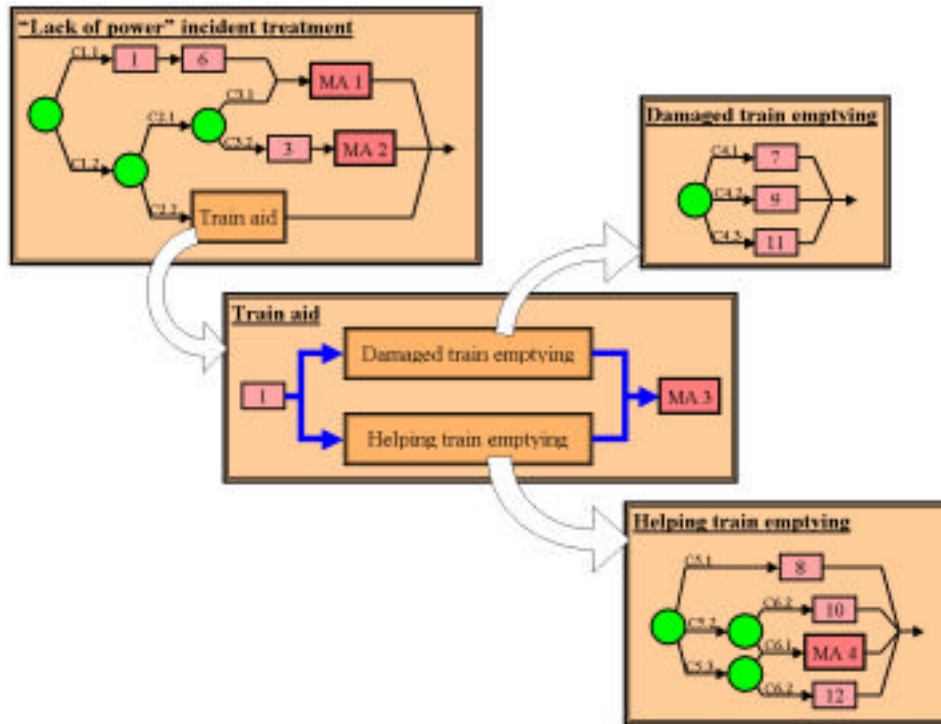 "Lack of power" incident treatment
C1.1
1
6
C3.1
MA 1
C2.1
C3.2
3
MA 2
C1.2
C2.2
Train aid
Damaged train emptying
C4.1
7
C4.2
9
C4.3
11
Train aid
Damaged train emptying
1
MA 3
Helping train emptying
Helping train emptying
C5.1
8
C6.2
10
C5.2
C6.1
MA 4
C5.3
C6.2
12